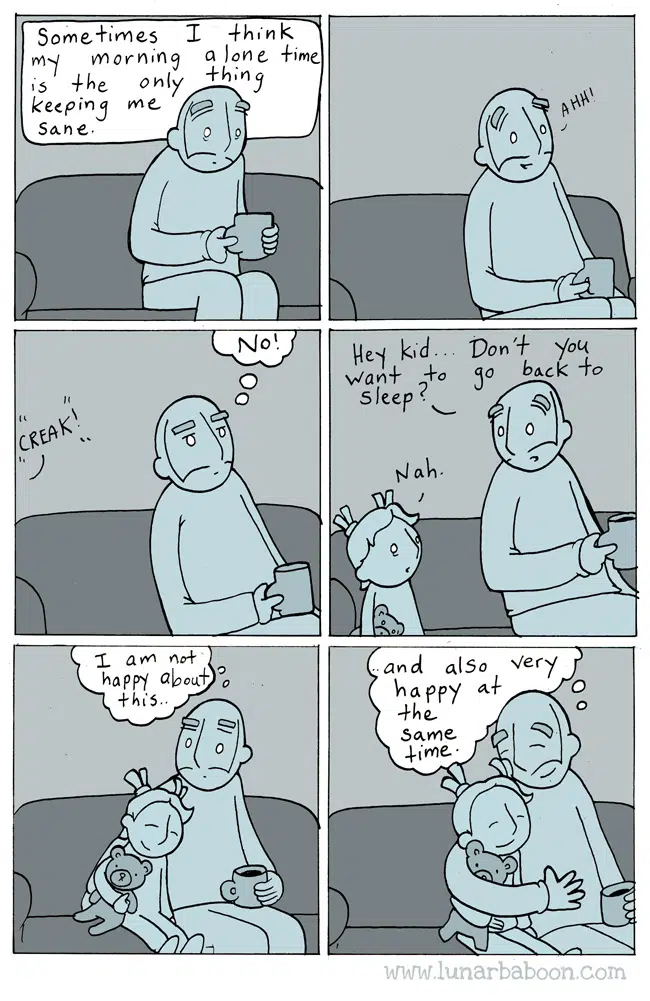 Sometimes I think
my morning alone time
is the only thing
keeping me
sane.
AHH!
No!
"CREAK!"
Hey kid... Don't you
want to go back to
sleep?
Nah.
I am not
happy about
this..
..and also very
happy at
the
same
time.
www.lunarbaboon.com